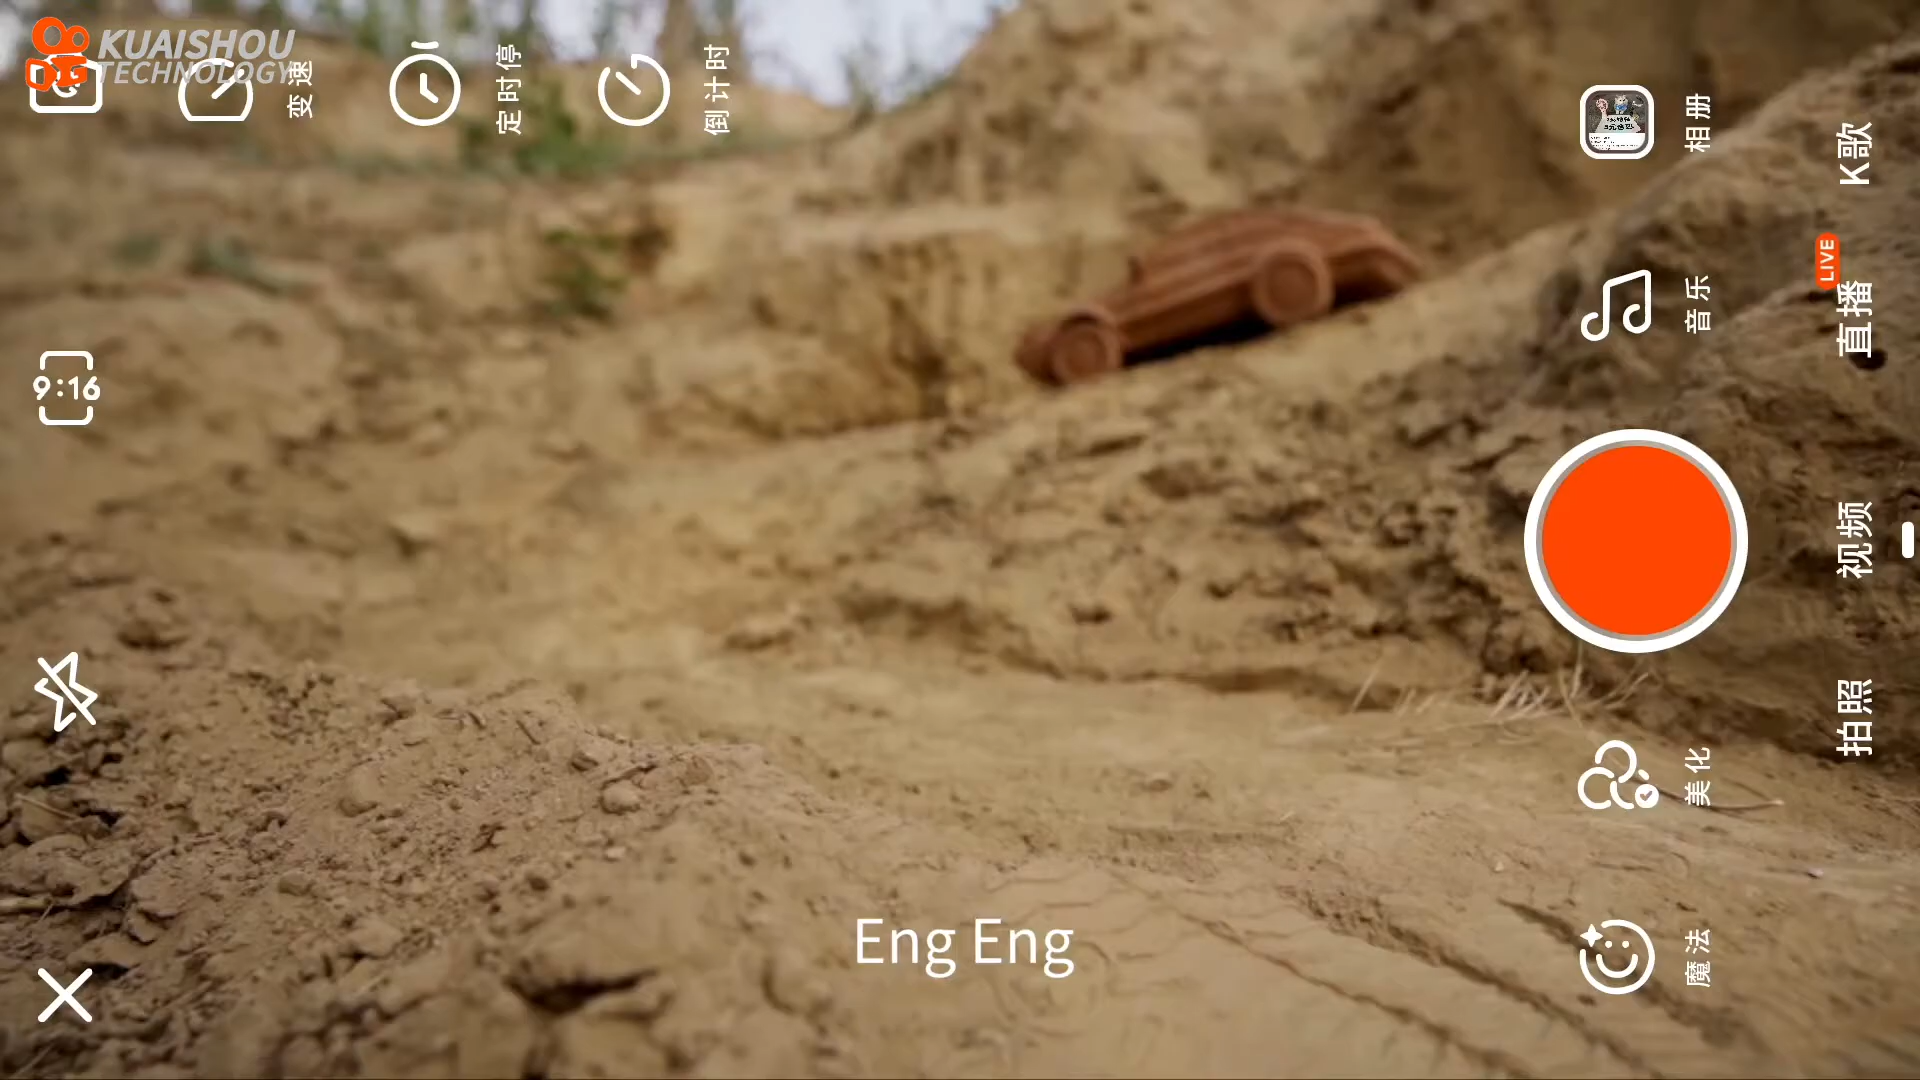 KUAISHOU
TECHNOLOGY
变速
定时停
倒计时
9:16
相册
音乐
美化
魔法
K歌
LIVE
直播
视频
拍照
Eng Eng